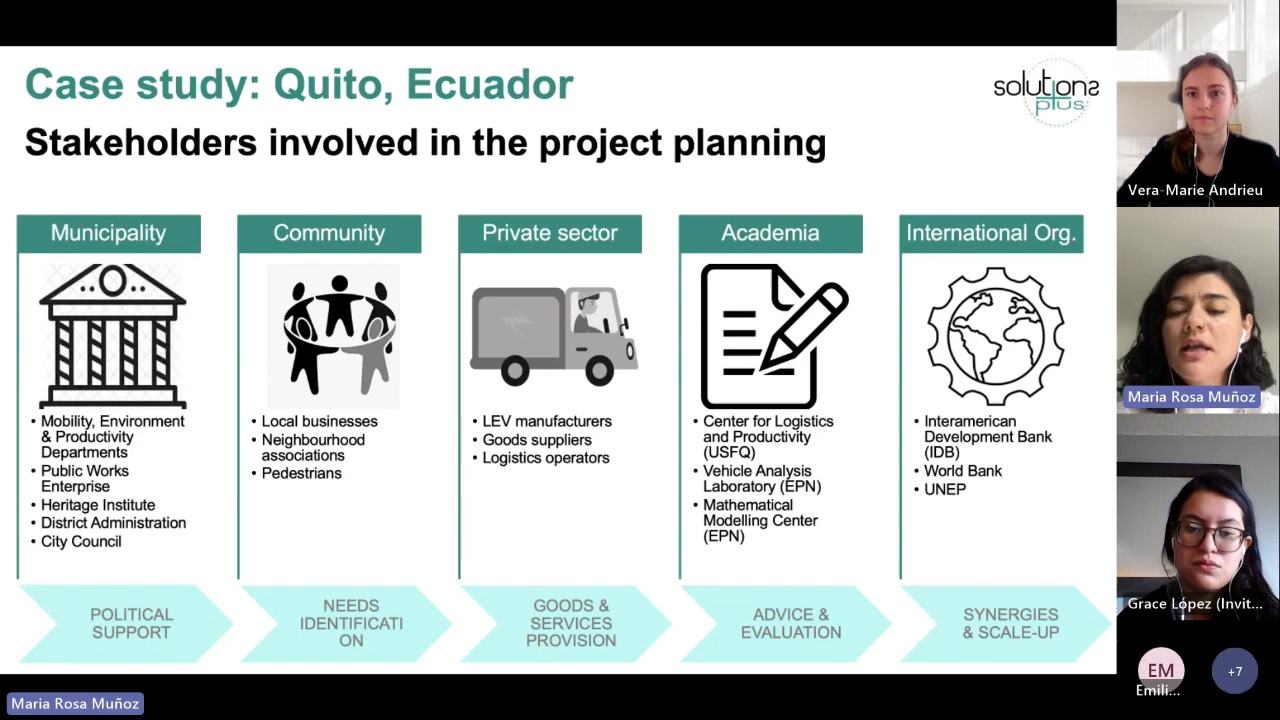 Case study: Quito, Ecuador
Stakeholders involved in the project planning
solutions
plus
Municipality
Mobility, Environment
& Productivity
Departments
Public Works
Enterprise
Heritage Institute
District Administration
City Council
POLITICAL
SUPPORT
Community
Local businesses
Neighbourhood
associations
Pedestrians
NEEDS
IDENTIFICATI
ON
Private sector
LEV manufacturers
Goods suppliers
Logistics operators
GOODS &
SERVICES
PROVISION
Academia
Center for Logistics
and Productivity
(USFQ)
Vehicle Analysis
Laboratory (EPN)
Mathematical
Modelling Center
(EPN)
ADVICE &
EVALUATION
International Org.
Interamerican
Development Bank
(IDB)
World Bank
UNEP
SYNERGIES
& SCALE-UP
Vera-Marie Andrieu
Maria Rosa Muñoz
Grace López (Invit...
EM
Emili...
+7
Maria Rosa Muñoz